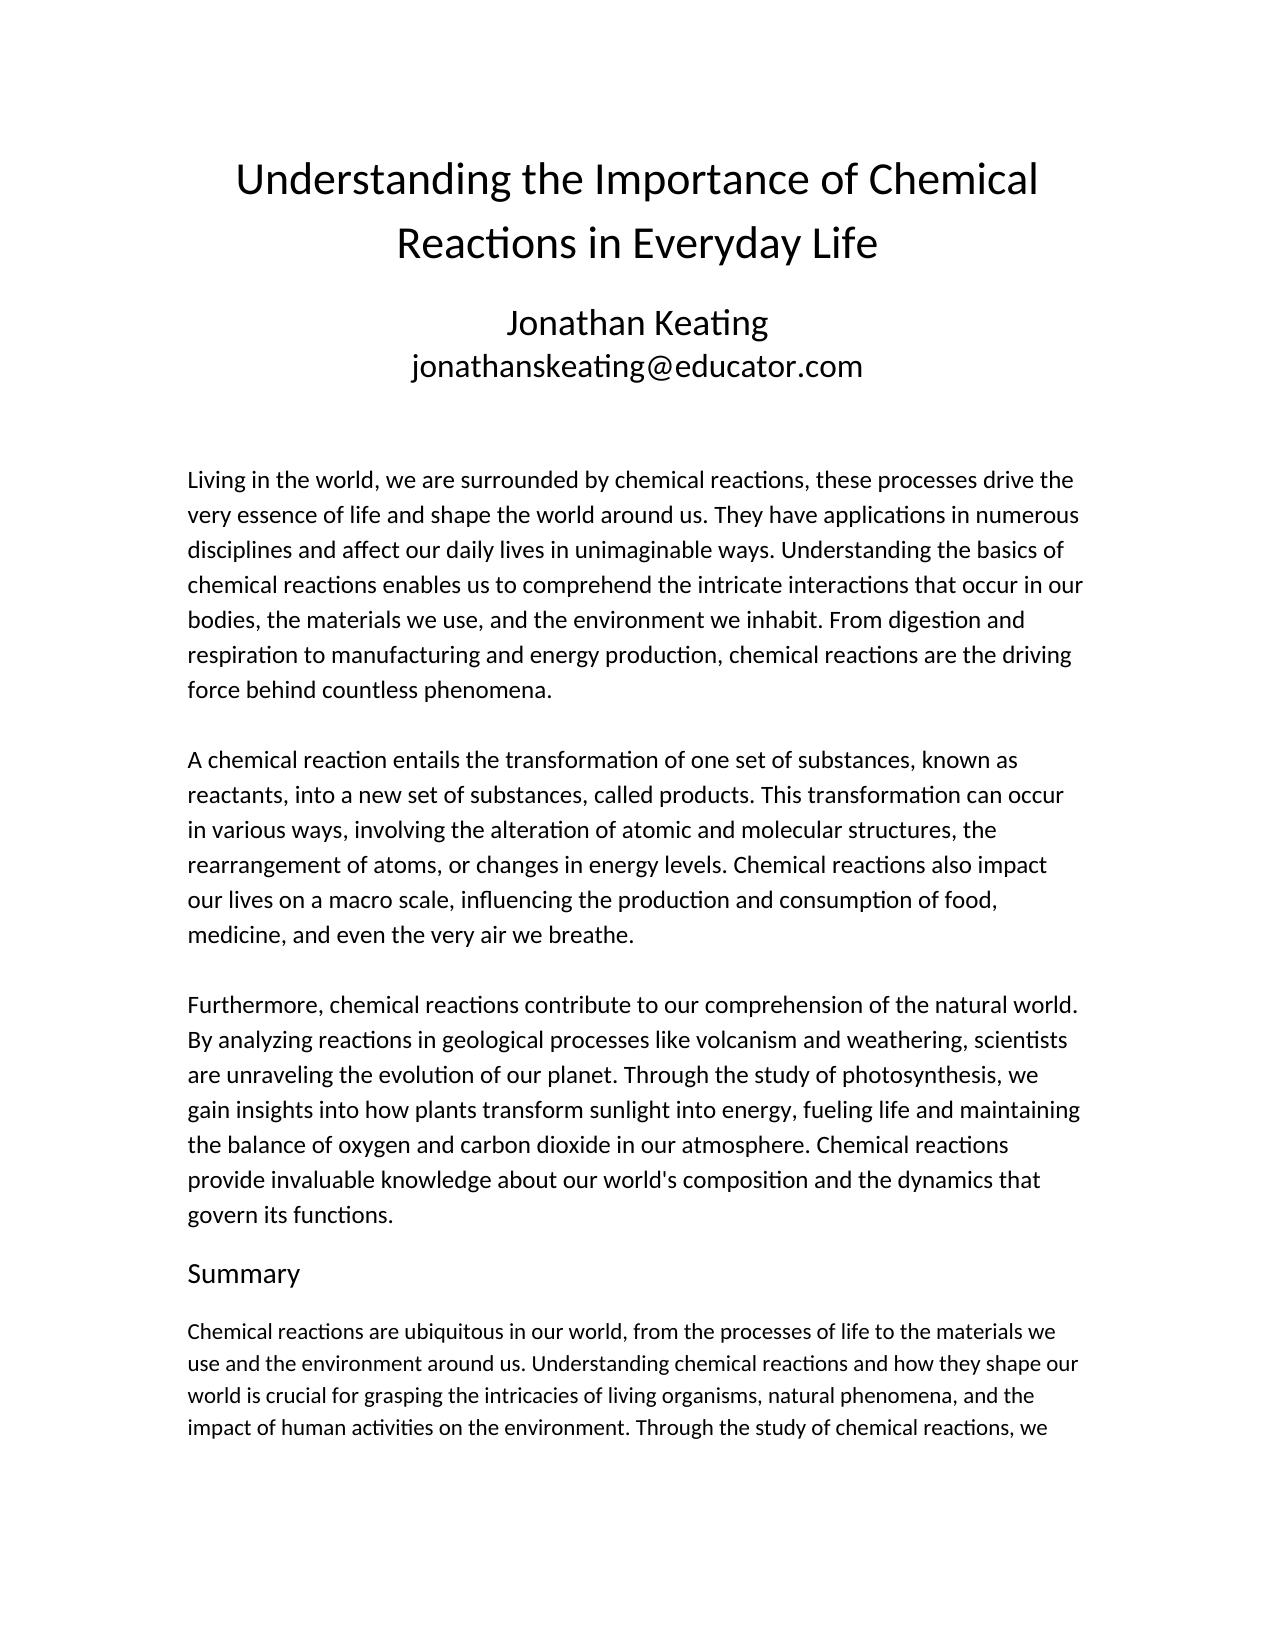 Understanding the Importance of Chemical
Reactions in Everyday Life
Jonathan Keating
jonathanskeating@educator.com
Living in the world, we are surrounded by chemical reactions, these processes drive the
very essence of life and shape the world around us. They have applications in numerous
disciplines and affect our daily lives in unimaginable ways. Understanding the basics of
chemical reactions enables us to comprehend the intricate interactions that occur in our
bodies, the materials we use, and the environment we inhabit. From digestion and
respiration to manufacturing and energy production, chemical reactions are the driving
force behind countless phenomena.
A chemical reaction entails the transformation of one set of substances, known as
reactants, into a new set of substances, called products. This transformation can occur
in various ways, involving the alteration of atomic and molecular structures, the
rearrangement of atoms, or changes in energy levels. Chemical reactions also impact
our lives on a macro scale, influencing the production and consumption of food,
medicine, and even the very air we breathe.
Furthermore, chemical reactions contribute to our comprehension of the natural world.
By analyzing reactions in geological processes like volcanism and weathering, scientists
are unraveling the evolution of our planet. Through the study of photosynthesis, we
gain insights into how plants transform sunlight into energy, fueling life and maintaining
the balance of oxygen and carbon dioxide in our atmosphere. Chemical reactions
provide invaluable knowledge about our world's composition and the dynamics that
govern its functions.
Summary
Chemical reactions are ubiquitous in our world, from the processes of life to the materials we
use and the environment around us. Understanding chemical reactions and how they shape our
world is crucial for grasping the intricacies of living organisms, natural phenomena, and the
impact of human activities on the environment. Through the study of chemical reactions, we